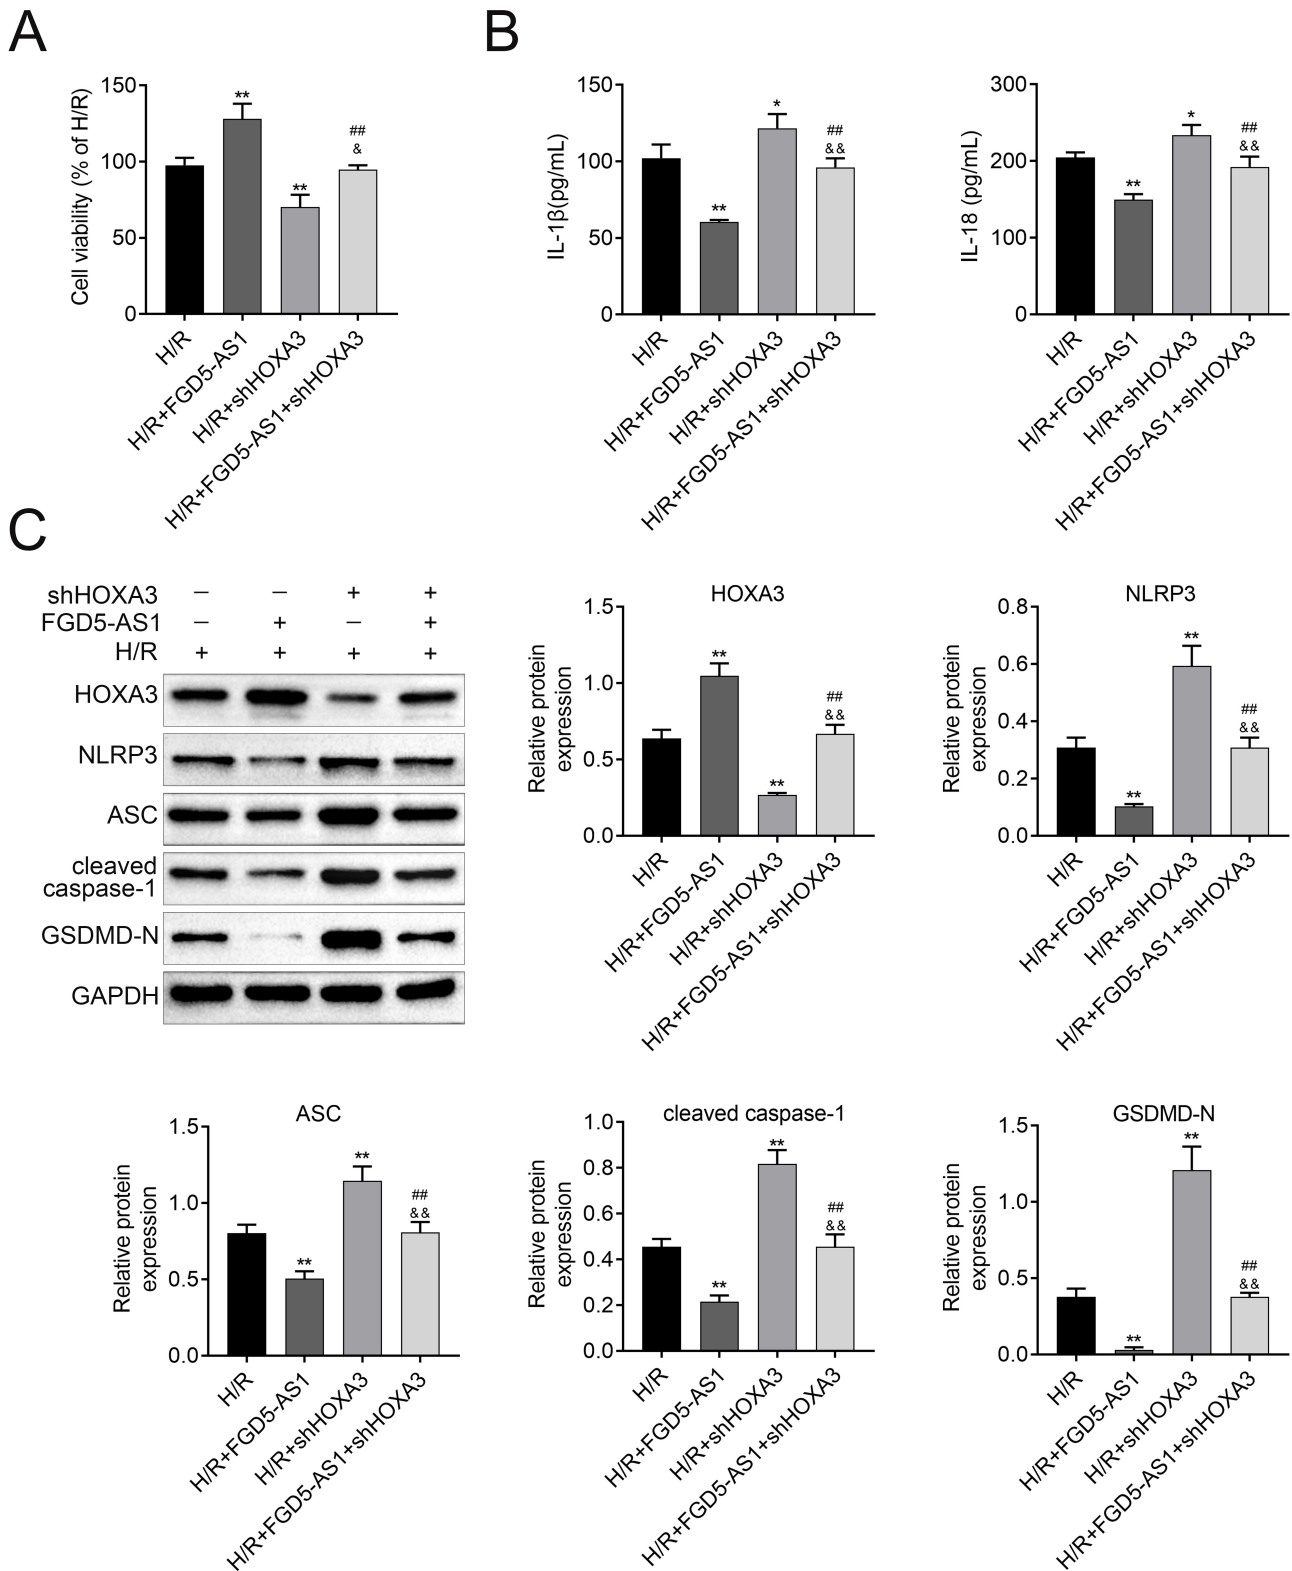 A
Cell viability (% of H/R)
150
100
50
0
**
**
##
&
H/R
H/R+FGD5-AS1
H/R+shHOXA3
H/R+FGD5-AS1+shHOXA3
B
IL-1β(pg/mL)
150
100
50
0
**
*
##
&&
H/R
H/R+FGD5-AS1
H/R+shHOXA3
H/R+FGD5-AS1+shHOXA3
IL-18 (pg/mL)
300
200
100
0
**
*
##
&&
H/R
H/R+FGD5-AS1
H/R+shHOXA3
H/R+FGD5-AS1+shHOXA3
C
shHOXA3 – – + +
FGD5-AS1 – + – +
H/R + + + +
HOXA3
NLRP3
ASC
cleaved
caspase-1
GSDMD-N
GAPDH
HOXA3
Relative protein
expression
1.5
1.0
0.5
0.0
**
**
##
&&
H/R
H/R+FGD5-AS1
H/R+shHOXA3
H/R+FGD5-AS1+shHOXA3
NLRP3
Relative protein
expression
0.8
0.6
0.4
0.2
0.0
**
**
##
&&
H/R
H/R+FGD5-AS1
H/R+shHOXA3
H/R+FGD5-AS1+shHOXA3
ASC
Relative protein
expression
1.5
1.0
0.5
0.0
**
**
##
&&
H/R
H/R+FGD5-AS1
H/R+shHOXA3
H/R+FGD5-AS1+shHOXA3
cleaved caspase-1
Relative protein
expression
1.0
0.8
0.6
0.4
0.2
0.0
**
**
##
&&
H/R
H/R+FGD5-AS1
H/R+shHOXA3
H/R+FGD5-AS1+shHOXA3
GSDMD-N
Relative protein
expression
1.5
1.0
0.5
0.0
**
**
##
&&
H/R
H/R+FGD5-AS1
H/R+shHOXA3
H/R+FGD5-AS1+shHOXA3